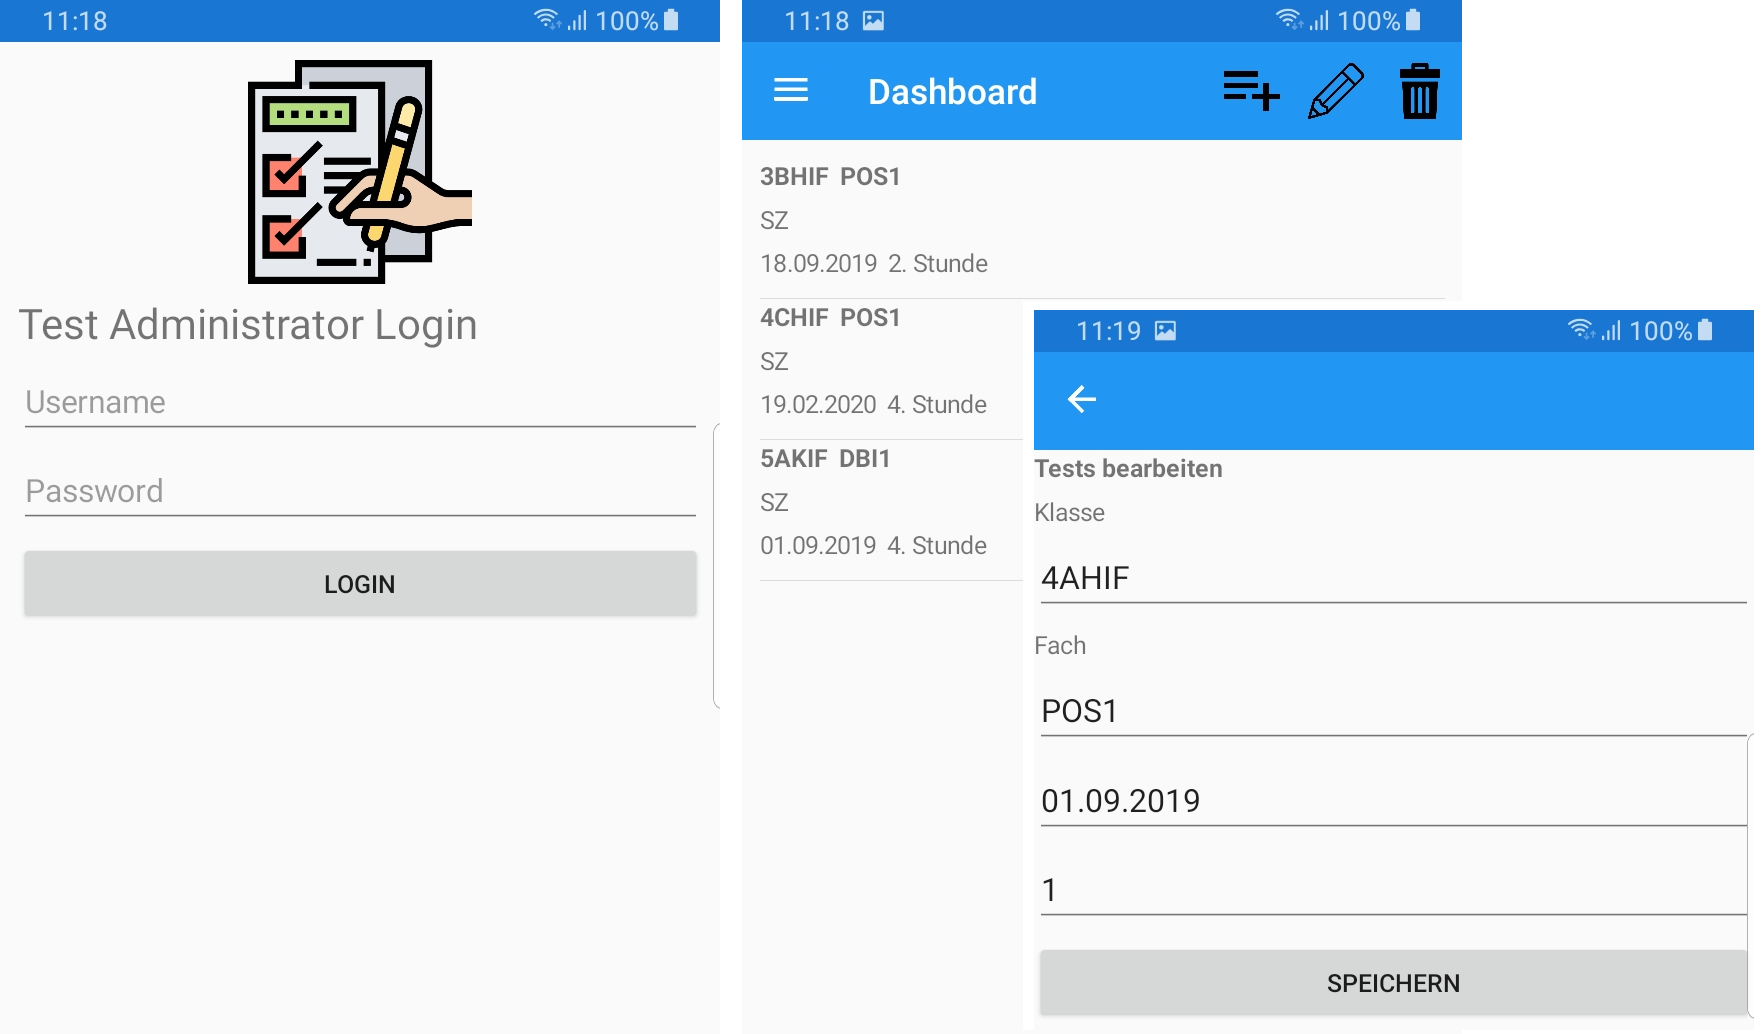 11:18
100%
Test Administrator Login
Username
Password
LOGIN
11:18
100%
Dashboard
3BHIF POS1
SZ
18.09.2019 2. Stunde
4CHIF POS1
SZ
19.02.2020 4. Stunde
5AKIF DBI1
SZ
01.09.2019 4. Stunde
11:19
100%
Tests bearbeiten
Klasse
4AHIF
Fach
POS1
01.09.2019
1
SPEICHERN